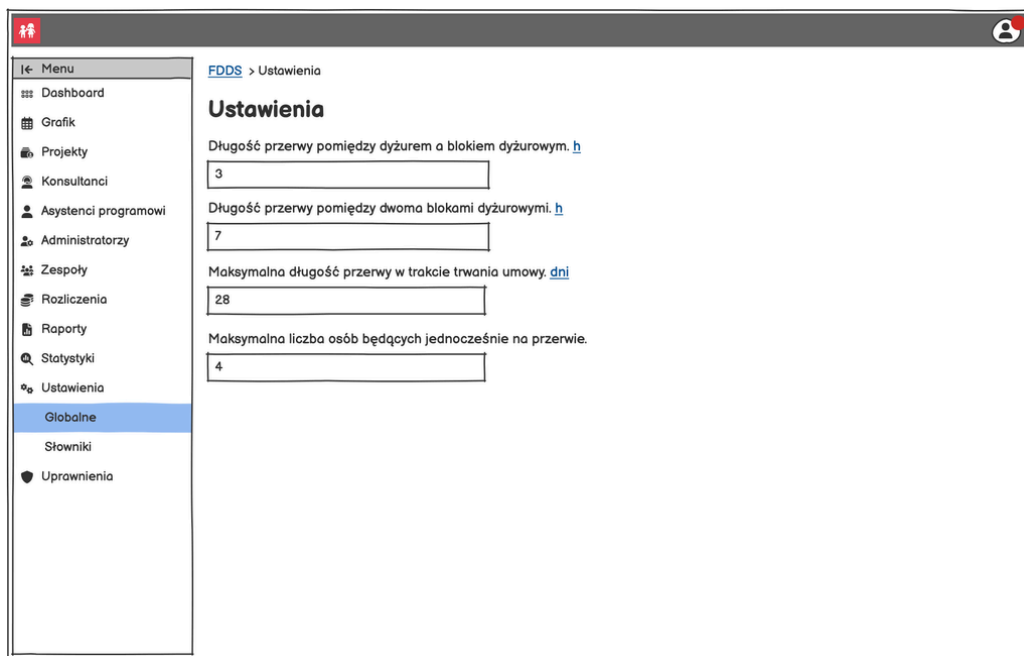 Menu
Dashboard
Grafik
Projekty
Konsultanci
Asystenci programowi
Administratorzy
Zespoły
Rozliczenia
Raporty
Statystyki
Ustawienia
Globalne
Słowniki
Uprawnienia
FDDS > Ustawienia
Ustawienia
Długość przerwy pomiędzy dyżurem a blokiem dyżurowym. h
3
Długość przerwy pomiędzy dwoma blokami dyżurowymi. h
7
Maksymalna długość przerwy w trakcie trwania umowy. dni
28
Maksymalna liczba osób będących jednocześnie na przerwie.
4